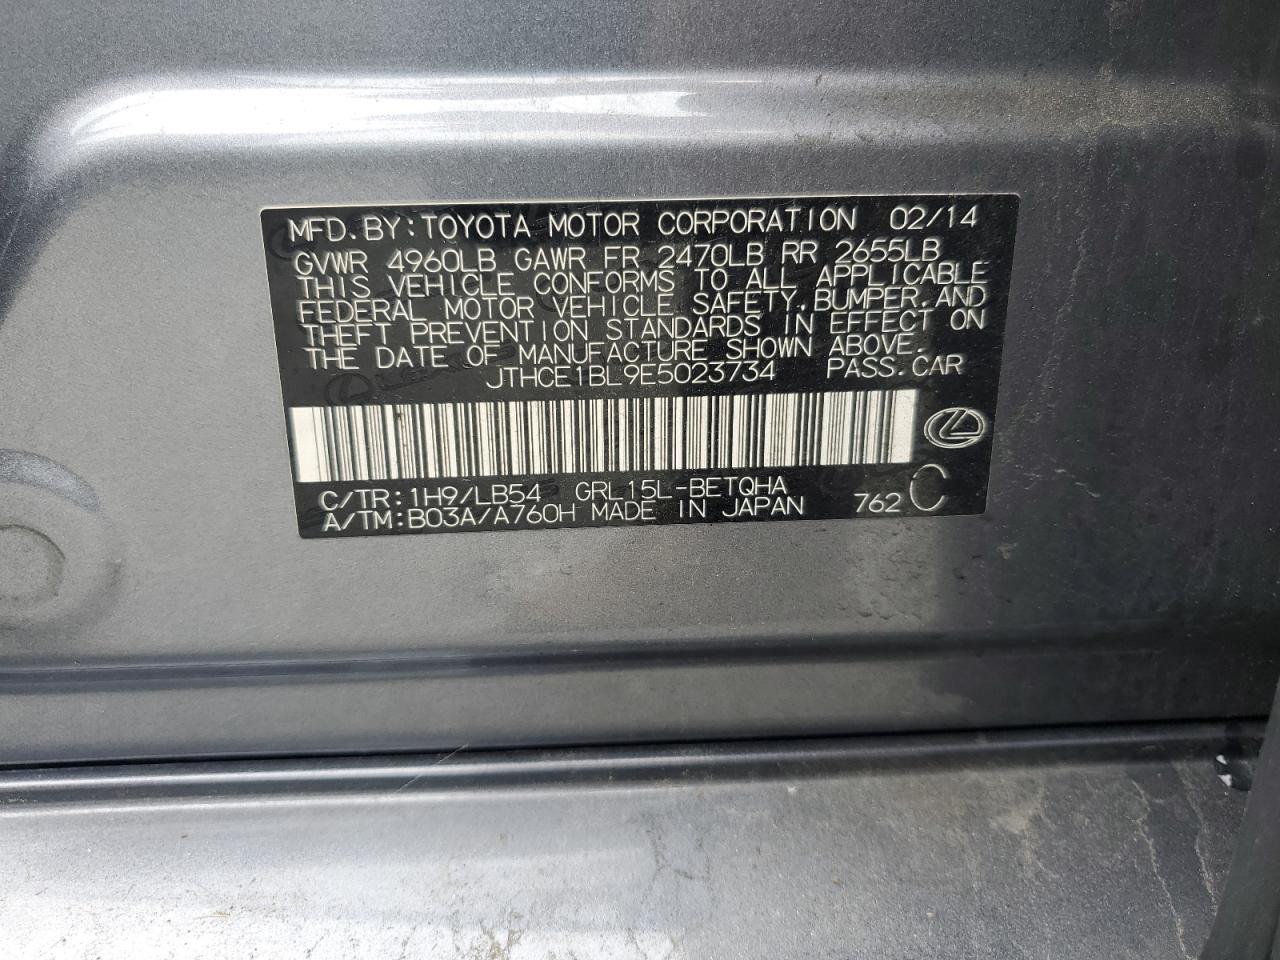 MFD.BY:TOYOTA MOTOR CORPORATION 02/14
GVWR 4960LB GAWR FR 2470LB RR 2655LB
THIS VEHICLE CONFORMS TO ALL APPLICABLE
FEDERAL MOTOR VEHICLE SAFETY,BUMPER,AND
THEFT PREVENTION STANDARDS IN EFFECT ON
THE DATE OF MANUFACTURE SHOWN ABOVE.
JTHCE1BL9E5023734 PASS.CAR
C/TR:1H9/LB54 GRL15L-BETQHA
A/TM:B03A/A760H MADE IN JAPAN 762 C